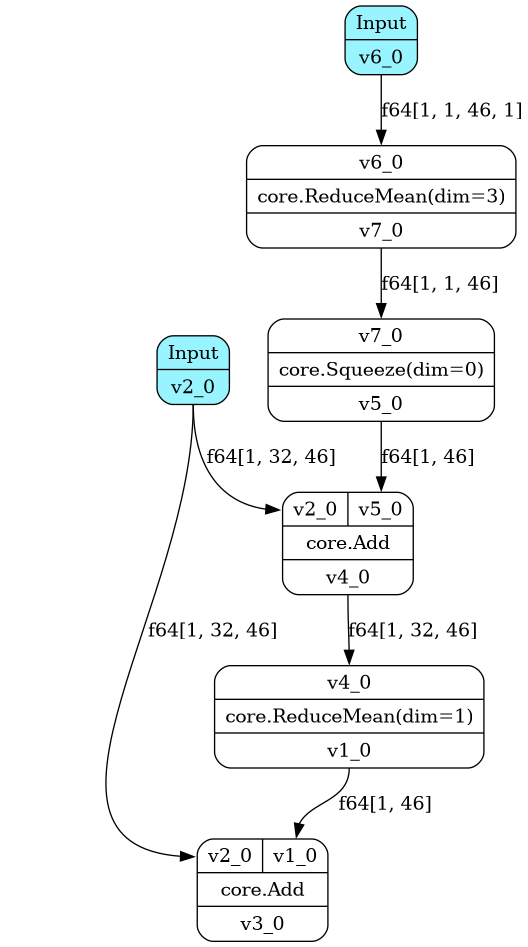 Input
v6_0
f64[1, 1, 46, 1]
v6_0
core.ReduceMean(dim=3)
v7_0
f64[1, 1, 46]
v7_0
core.Squeeze(dim=0)
v5_0
Input
v2_0
f64[1, 32, 46]
f64[1, 46]
v2_0 v5_0
core.Add
v4_0
f64[1, 32, 46]
f64[1, 32, 46]
v4_0
core.ReduceMean(dim=1)
v1_0
f64[1, 46]
v2_0 v1_0
core.Add
v3_0